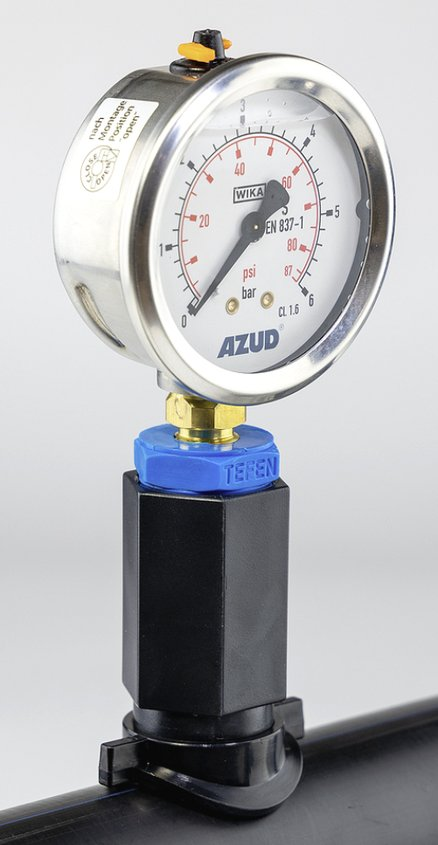 nach
Montage
Position
"open"
CLOSE
OPEN
0
1
3
4
5
6
20
40
60
80
87
WIKA
S
EN 837-1
psi
bar
CL 1.6
AZUD®
TEFEN